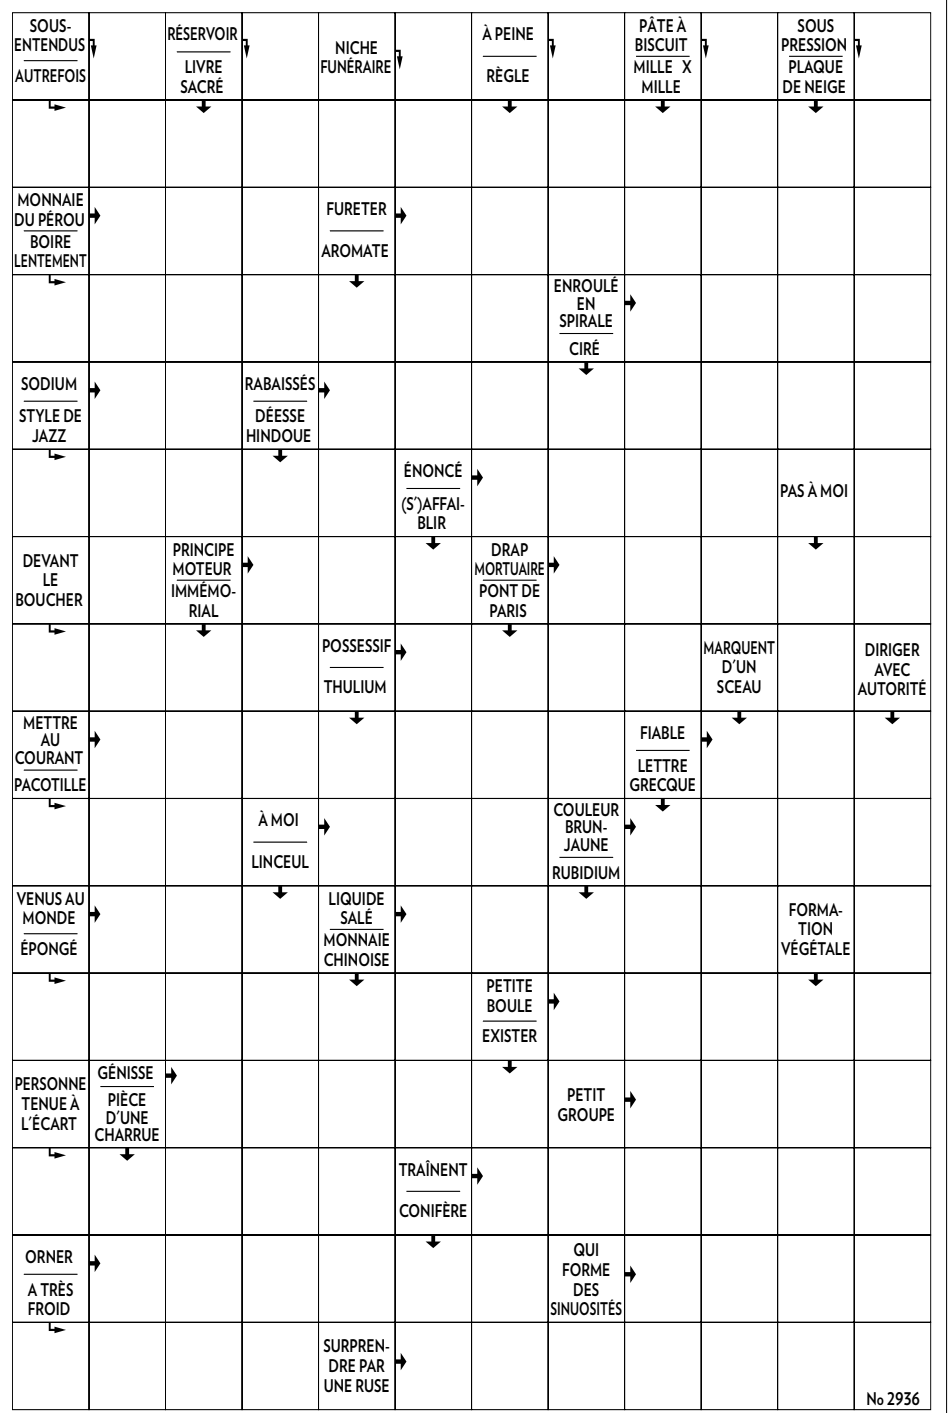 SOUS-
ENTENDUS
AUTREFOIS
RÉSERVOIR
LIVRE
SACRÉ
NICHE
FUNÉRAIRE
À PEINE
RÈGLE
PÂTE À
BISCUIT
MILLE X
MILLE
SOUS
PRESSION
PLAQUE
DE NEIGE
MONNAIE
DU PÉROU
BOIRE
LENTEMENT
FURETER
AROMATE
ENROULÉ
EN
SPIRALE
CIRÉ
SODIUM
STYLE DE
JAZZ
RABAISSÉS
DÉESSE
HINDOUE
ÉNONCÉ
(S')AFFAI-
BLIR
PAS À MOI
DEVANT
LE
BOUCHER
PRINCIPE
MOTEUR
IMMÉMO-
RIAL
DRAP
MORTUAIRE
PONT DE
PARIS
POSSESSIF
THULIUM
MARQUENT
D'UN
SCEAU
DIRIGER
AVEC
AUTORITÉ
METTRE
AU
COURANT
PACOTILLE
FIABLE
LETTRE
GRECQUE
À MOI
LINCEUL
COULEUR
BRUN-
JAUNE
RUBIDIUM
VENUS AU
MONDE
ÉPONGÉ
LIQUIDE
SALÉ
MONNAIE
CHINOISE
FORMA-
TION
VÉGÉTALE
PETITE
BOULE
EXISTER
PERSONNE
TENUE À
L'ÉCART
GÉNISSE
PIÈCE
D'UNE
CHARRUE
PETIT
GROUPE
TRAÎNENT
CONIFÈRE
ORNER
A TRÈS
FROID
QUI
FORME
DES
SINUOSITÉS
SURPREN-
DRE PAR
UNE RUSE
No 2936